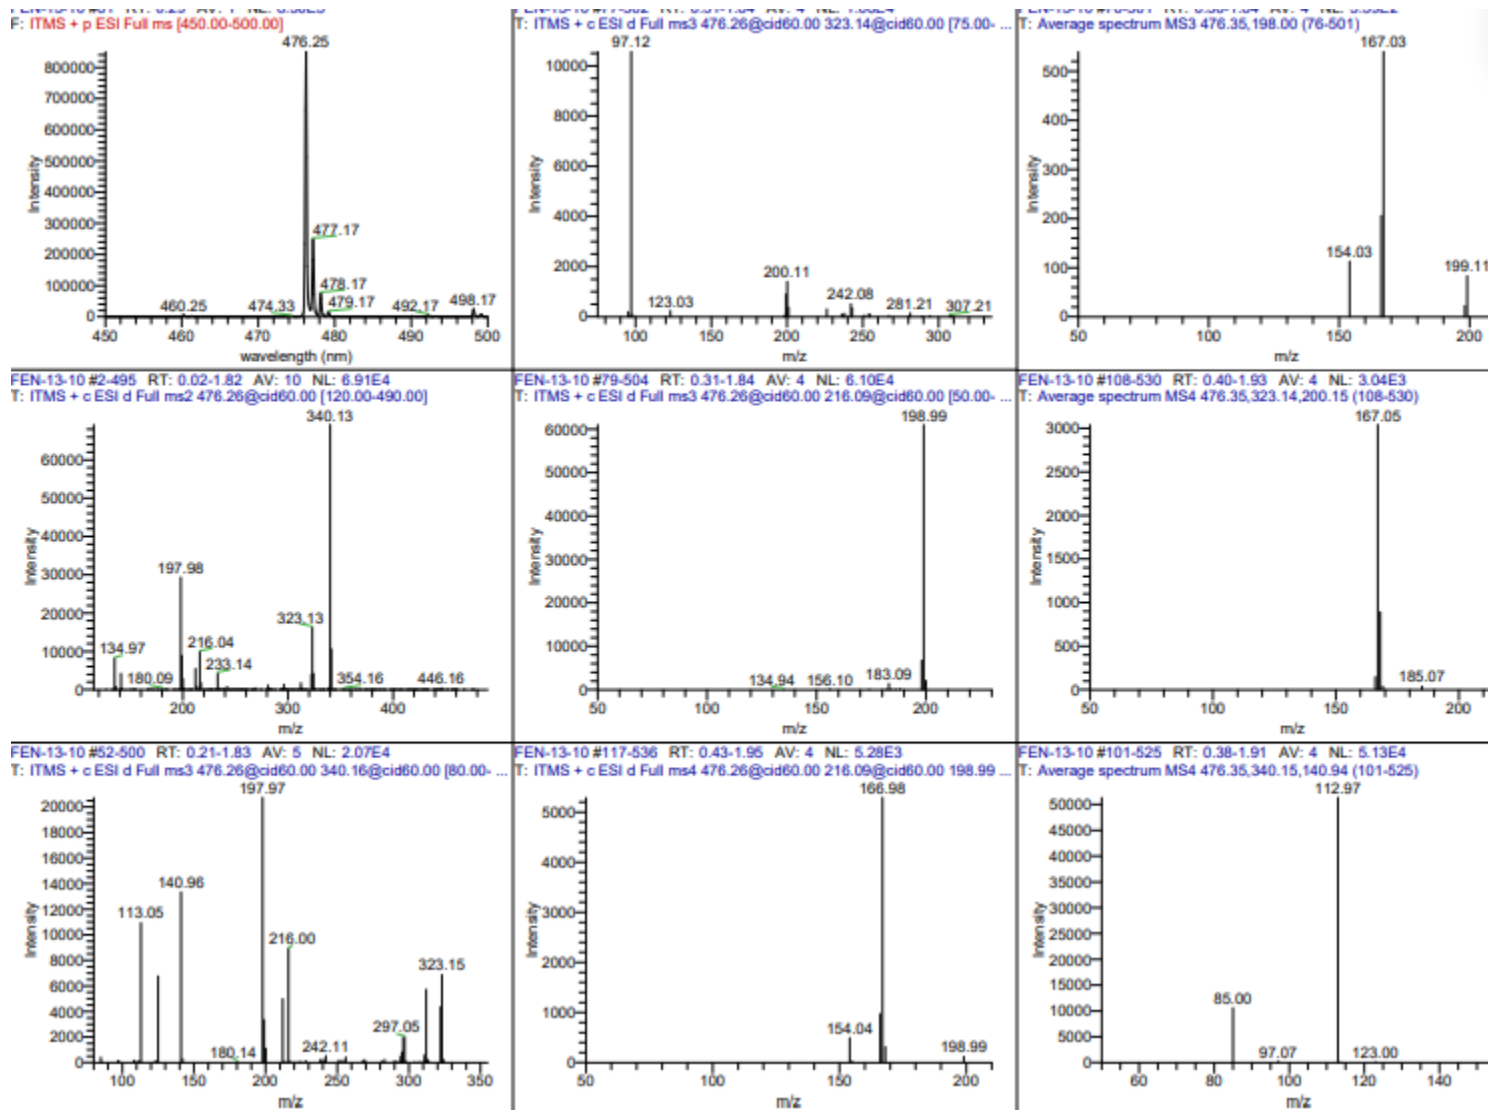 F: ITMS + p ESI Full ms [450.00-500.00]
476.25
800000
700000
600000
500000
400000
300000
200000
100000
0
Intensity
477.17
478.17
479.17
460.25
474.33
492.17
498.17
450 460 470 480 490 500
wavelength (nm)
T: ITMS + c ESI d Full ms3 476.26@cid60.00 323.14@cid60.00 [75.00- ...
97.12
10000
8000
6000
4000
2000
0
Intensity
123.03
200.11
242.08
281.21
307.21
100 150 200 250 300
m/z
T: Average spectrum MS3 476.35,198.00 (76-501)
167.03
500
400
300
200
100
0
Intensity
154.03
199.11
50 100 150 200
m/z
FEN-13-10 #2-495 RT: 0.02-1.82 AV: 10 NL: 6.91E4
T: ITMS + c ESI d Full ms2 476.26@cid60.00 [120.00-490.00]
340.13
60000
50000
40000
30000
20000
10000
0
Intensity
197.98
323.13
134.97
216.04
180.09
233.14
354.16
446.16
200 300 400
m/z
FEN-13-10 #79-504 RT: 0.31-1.84 AV: 4 NL: 6.10E4
T: ITMS + c ESI d Full ms3 476.26@cid60.00 216.09@cid60.00 [50.00- ...
198.99
60000
50000
40000
30000
20000
10000
0
Intensity
134.94
156.10
183.09
50 100 150 200
m/z
FEN-13-10 #108-530 RT: 0.40-1.93 AV: 4 NL: 3.04E3
T: Average spectrum MS4 476.35,323.14,200.15 (108-530)
167.05
3000
2500
2000
1500
1000
500
0
Intensity
185.07
50 100 150 200
m/z
FEN-13-10 #52-500 RT: 0.21-1.83 AV: 5 NL: 2.07E4
T: ITMS + c ESI d Full ms3 476.26@cid60.00 340.16@cid60.00 [80.00- ...
197.97
20000
18000
16000
14000
12000
10000
8000
6000
4000
2000
0
Intensity
140.96
113.05
216.00
323.15
297.05
180.14
242.11
100 150 200 250 300 350
m/z
FEN-13-10 #117-536 RT: 0.43-1.95 AV: 4 NL: 5.28E3
T: ITMS + c ESI d Full ms4 476.26@cid60.00 216.09@cid60.00 198.99 ...
166.98
5000
4000
3000
2000
1000
0
Intensity
154.04
198.99
50 100 150 200
m/z
FEN-13-10 #101-525 RT: 0.38-1.91 AV: 4 NL: 5.13E4
T: Average spectrum MS4 476.35,340.15,140.94 (101-525)
112.97
50000
45000
40000
35000
30000
25000
20000
15000
10000
5000
0
Intensity
85.00
97.07
123.00
60 80 100 120 140
m/z